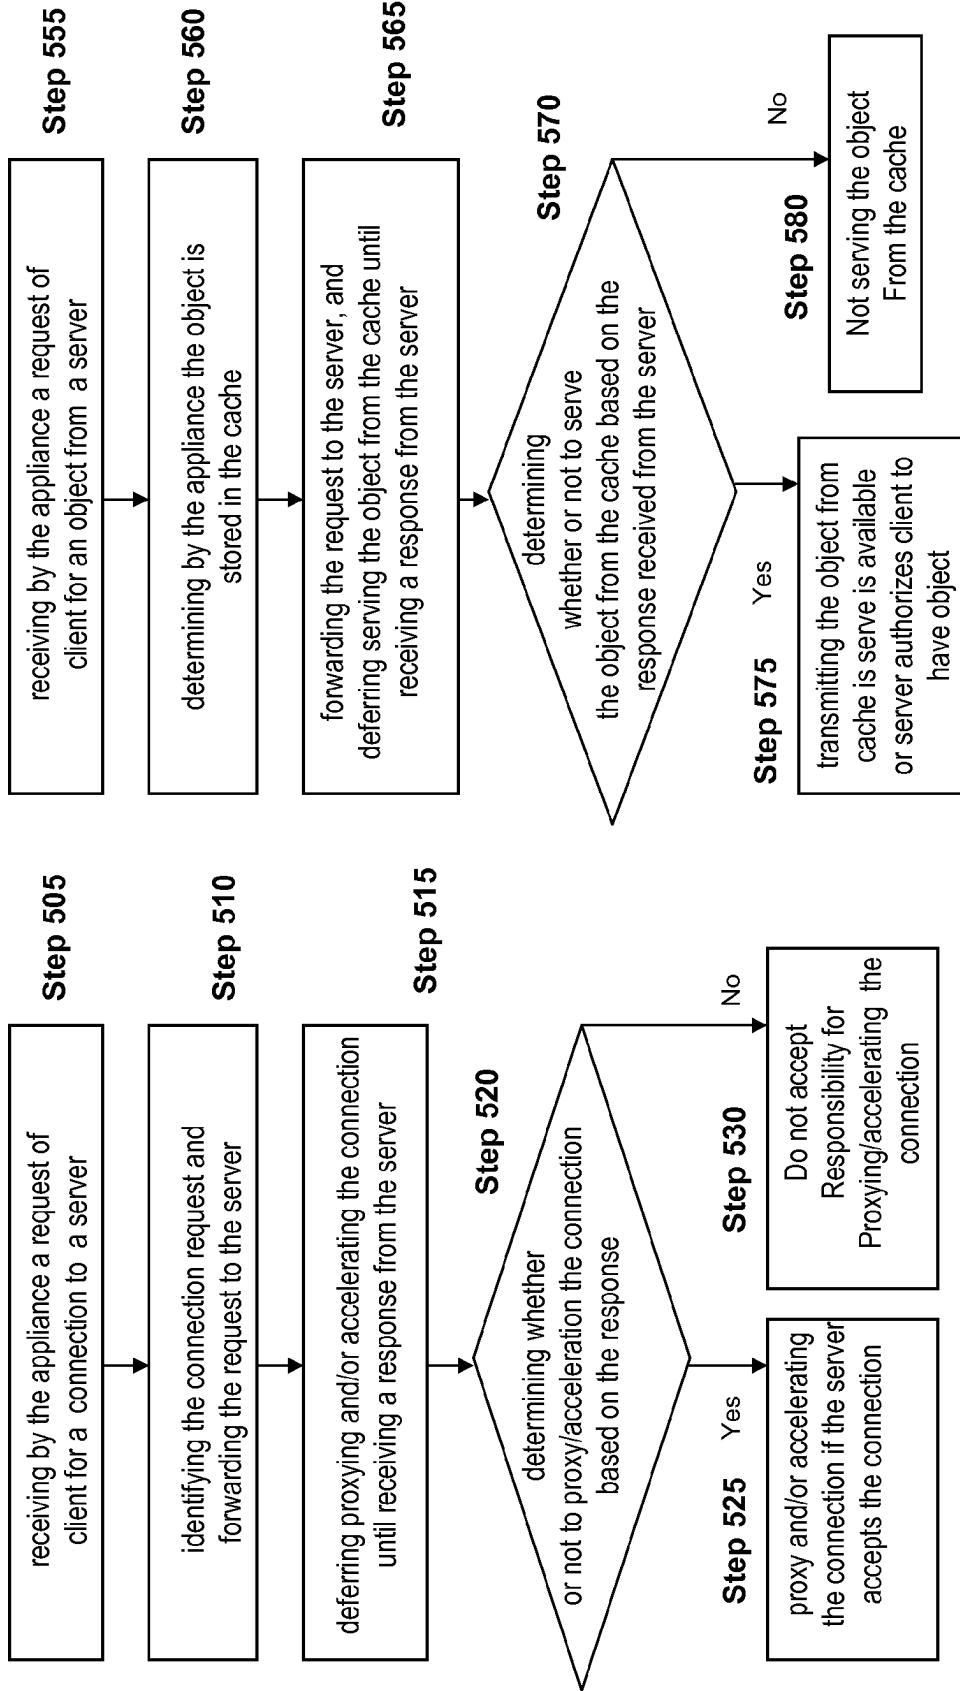 receiving by the appliance a request of
client for a connection to a server
Step 505
identifying the connection request and
forwarding the request to the server
Step 510
deferring proxying and/or accelerating the connection
until receiving a response from the server
Step 515
Step 520
determining whether
or not to proxy/acceleration the connection
based on the response
Step 525
Yes
proxy and/or accelerating
the connection if the server
accepts the connection
Step 530
No
Do not accept
Responsibility for
Proxying/accelerating the
connection
receiving by the appliance a request of
client for an object from a server
Step 555
determining by the appliance the object is
stored in the cache
Step 560
forwarding the request to the server, and
deferring serving the object from the cache until
receiving a response from the server
Step 565
Step 570
determining
whether or not to serve
the object from the cache based on the
response received from the server
Step 575
Yes
transmitting the object from
cache is serve is available
or server authorizes client to
have object
Step 580
No
Not serving the object
From the cache